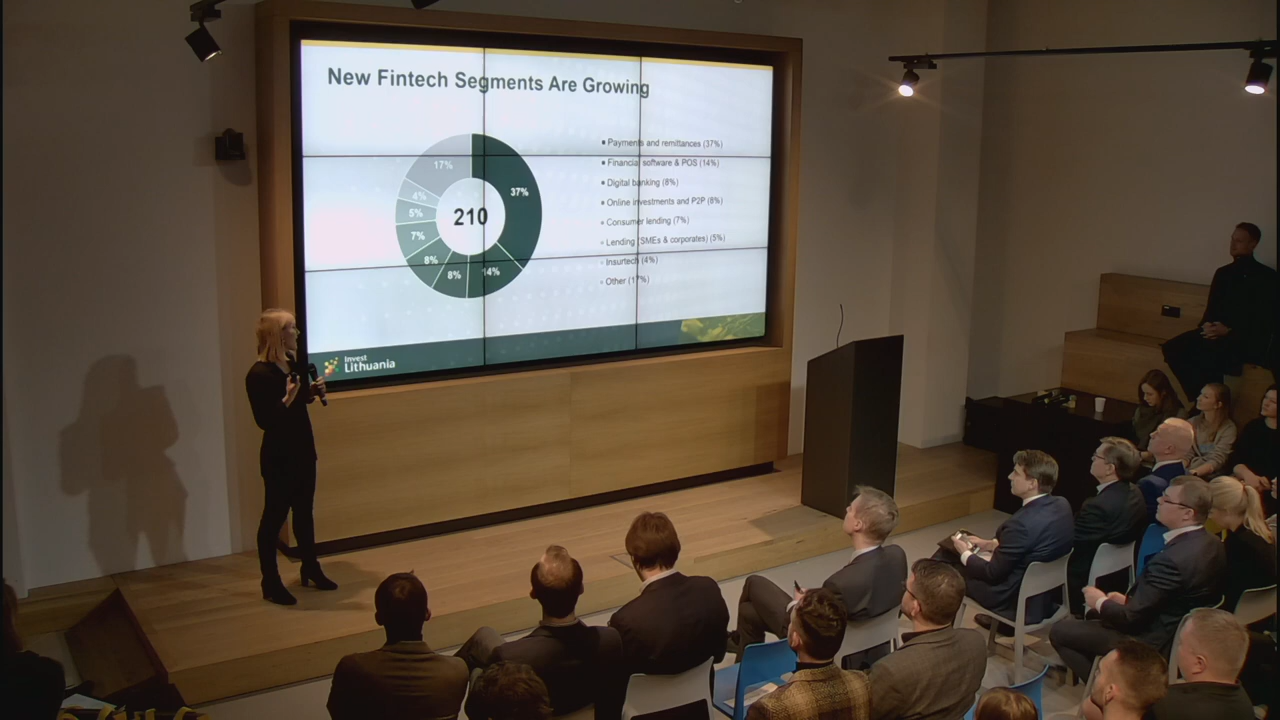 New Fintech Segments Are Growing
17%
37%
4%
5%
210
7%
8%
8%
14%
Payments and remittances (37%)
Financial software & POS (14%)
Digital banking (8%)
Online investments and P2P (8%)
Consumer lending (7%)
Lending (SMEs & corporates) (5%)
Insurtech (4%)
Other (17%)
Invest
Lithuania